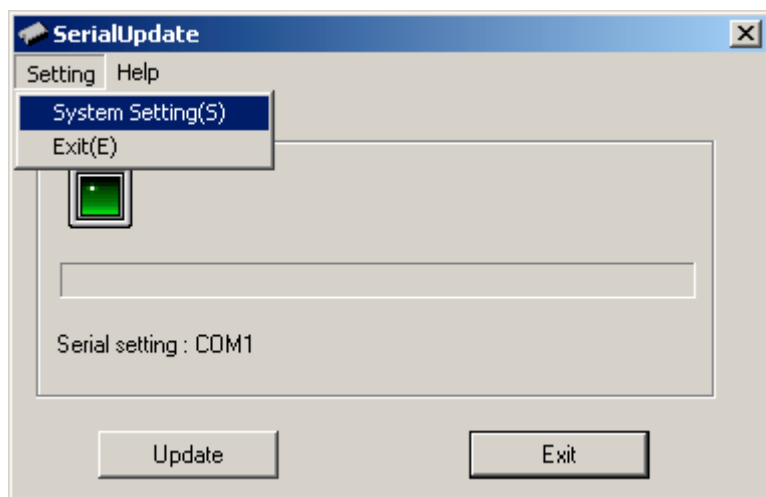 SerialUpdate
Setting Help
System Setting(S)
Exit(E)
Serial setting : COM1
Update Exit